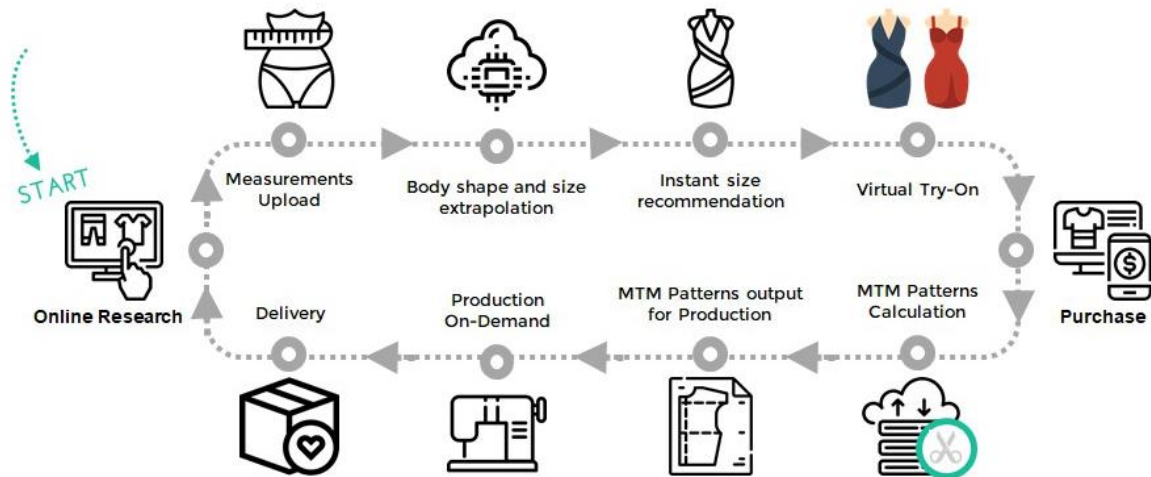 START
Measurements
Upload
Body shape and size
extrapolation
Instant size
recommendation
Virtual Try-On
Online Research
Purchase
Delivery
Production
On-Demand
MTM Patterns output
for Production
MTM Patterns
Calculation
$